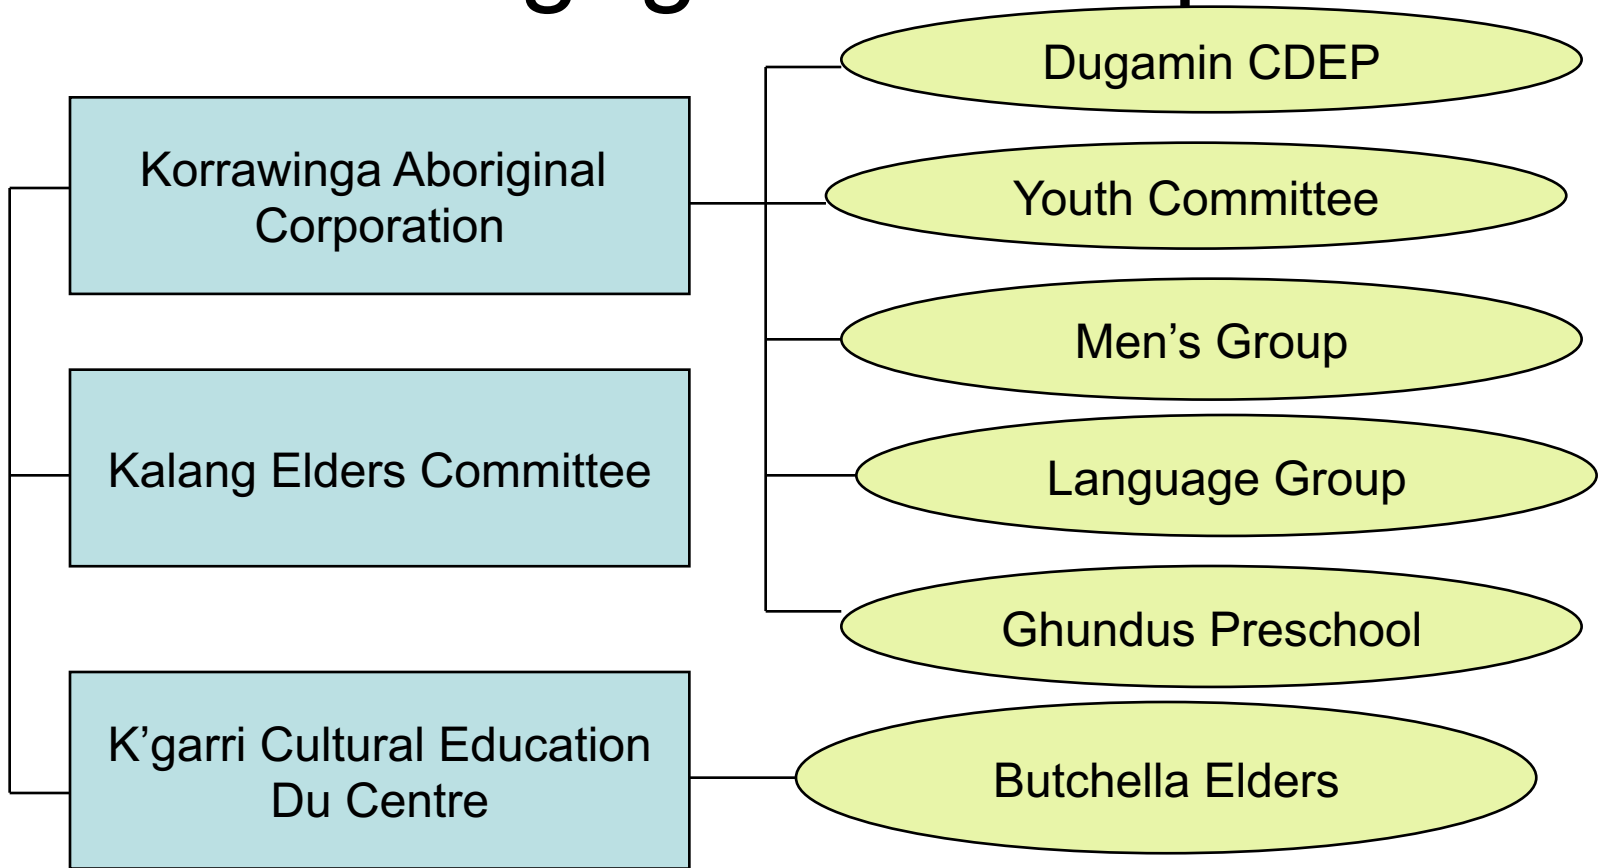 Korrawinga Aboriginal
Corporation
Kalang Elders Committee
K’garri Cultural Education
Du Centre
Dugamin CDEP
Youth Committee
Men’s Group
Language Group
Ghundus Preschool
Butchella Elders